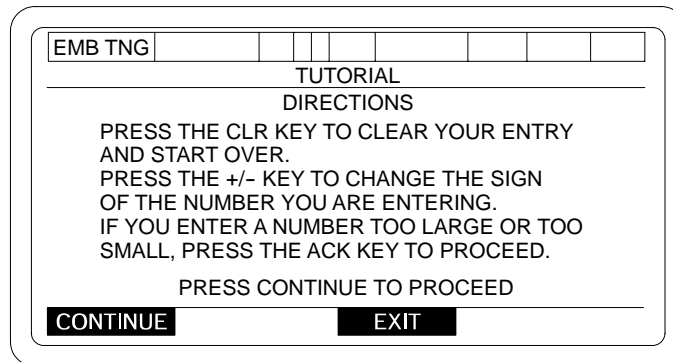 EMB TNG
TUTORIAL
DIRECTIONS
PRESS THE CLR KEY TO CLEAR YOUR ENTRY
AND START OVER.
PRESS THE +/- KEY TO CHANGE THE SIGN
OF THE NUMBER YOU ARE ENTERING.
IF YOU ENTER A NUMBER TOO LARGE OR TOO
SMALL, PRESS THE ACK KEY TO PROCEED.
PRESS CONTINUE TO PROCEED
CONTINUE EXIT